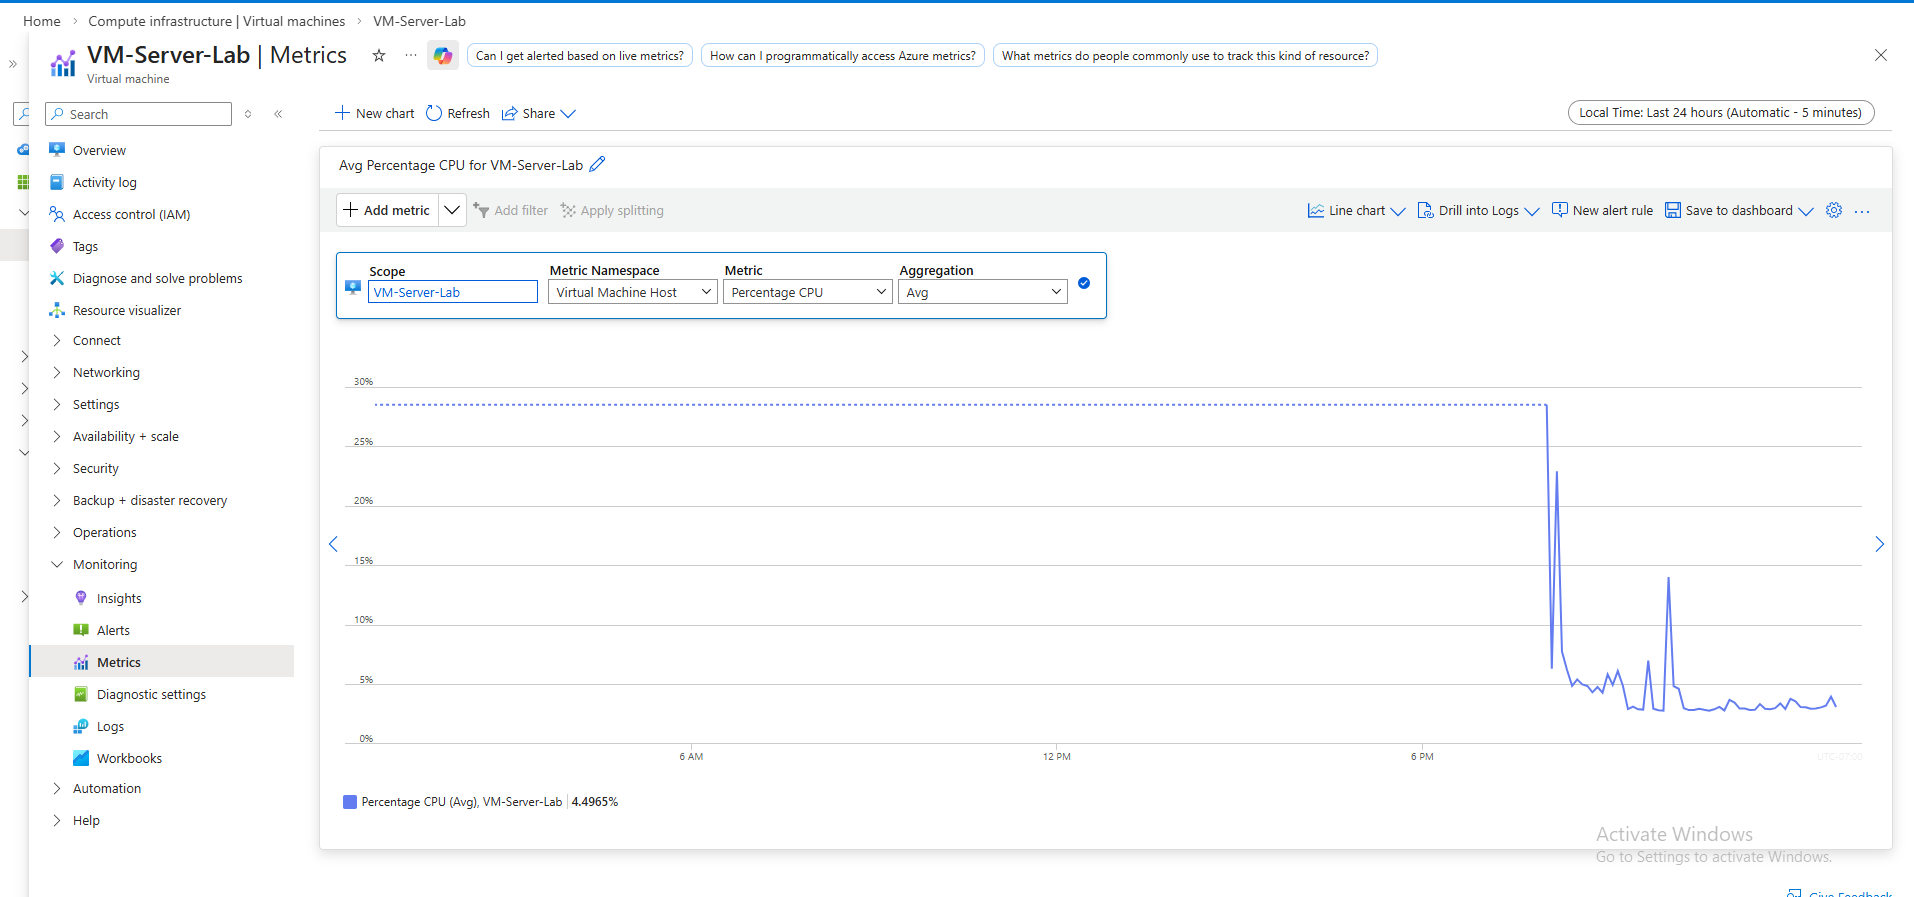 Home > Compute infrastructure | Virtual machines > VM-Server-Lab
VM-Server-Lab | Metrics
Virtual machine
Can I get alerted based on live metrics?
How can I programmatically access Azure metrics?
What metrics do people commonly use to track this kind of resource?
Search
Overview
Activity log
Access control (IAM)
Tags
Diagnose and solve problems
Resource visualizer
Connect
Networking
Settings
Availability + scale
Security
Backup + disaster recovery
Operations
Monitoring
Insights
Alerts
Metrics
Diagnostic settings
Logs
Workbooks
Automation
Help
New chart Refresh Share
Local Time: Last 24 hours (Automatic - 5 minutes)
Avg Percentage CPU for VM-Server-Lab
Add metric Add filter Apply splitting
Line chart Drill into Logs New alert rule Save to dashboard
Scope Metric Namespace Metric Aggregation
VM-Server-Lab Virtual Machine Host Percentage CPU Avg
30%
25%
20%
15%
10%
5%
0%
6 AM 12 PM 6 PM UTC-07:00
Percentage CPU (Avg), VM-Server-Lab | 4.4965%
Activate Windows
Go to Settings to activate Windows.
Give Feedback